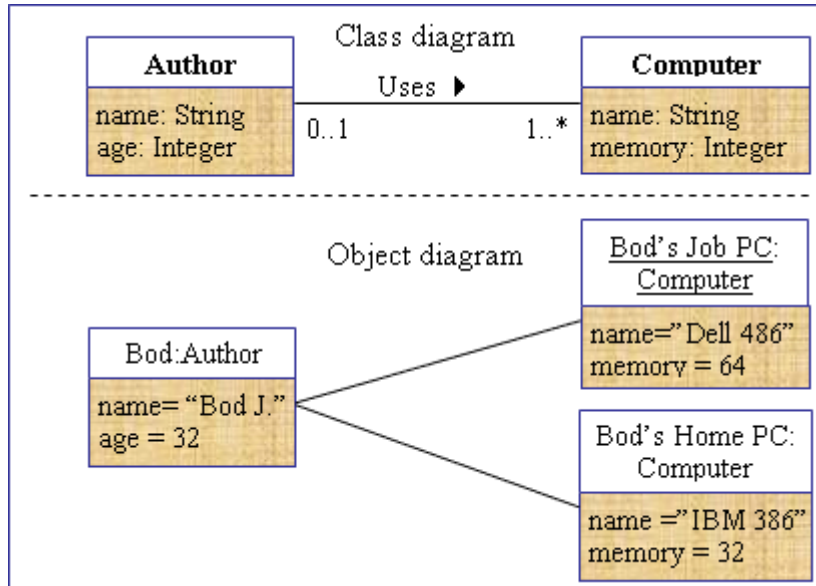 Class diagram
Author
Uses
Computer
name: String
age: Integer
0..1
1..*
name: String
memory: Integer
Object diagram
Bod's Job PC:
Computer
name="Dell 486"
memory = 64
Bod:Author
name= “Bod J.”
age = 32
Bod's Home PC:
Computer
name ="IBM 386"
memory = 32